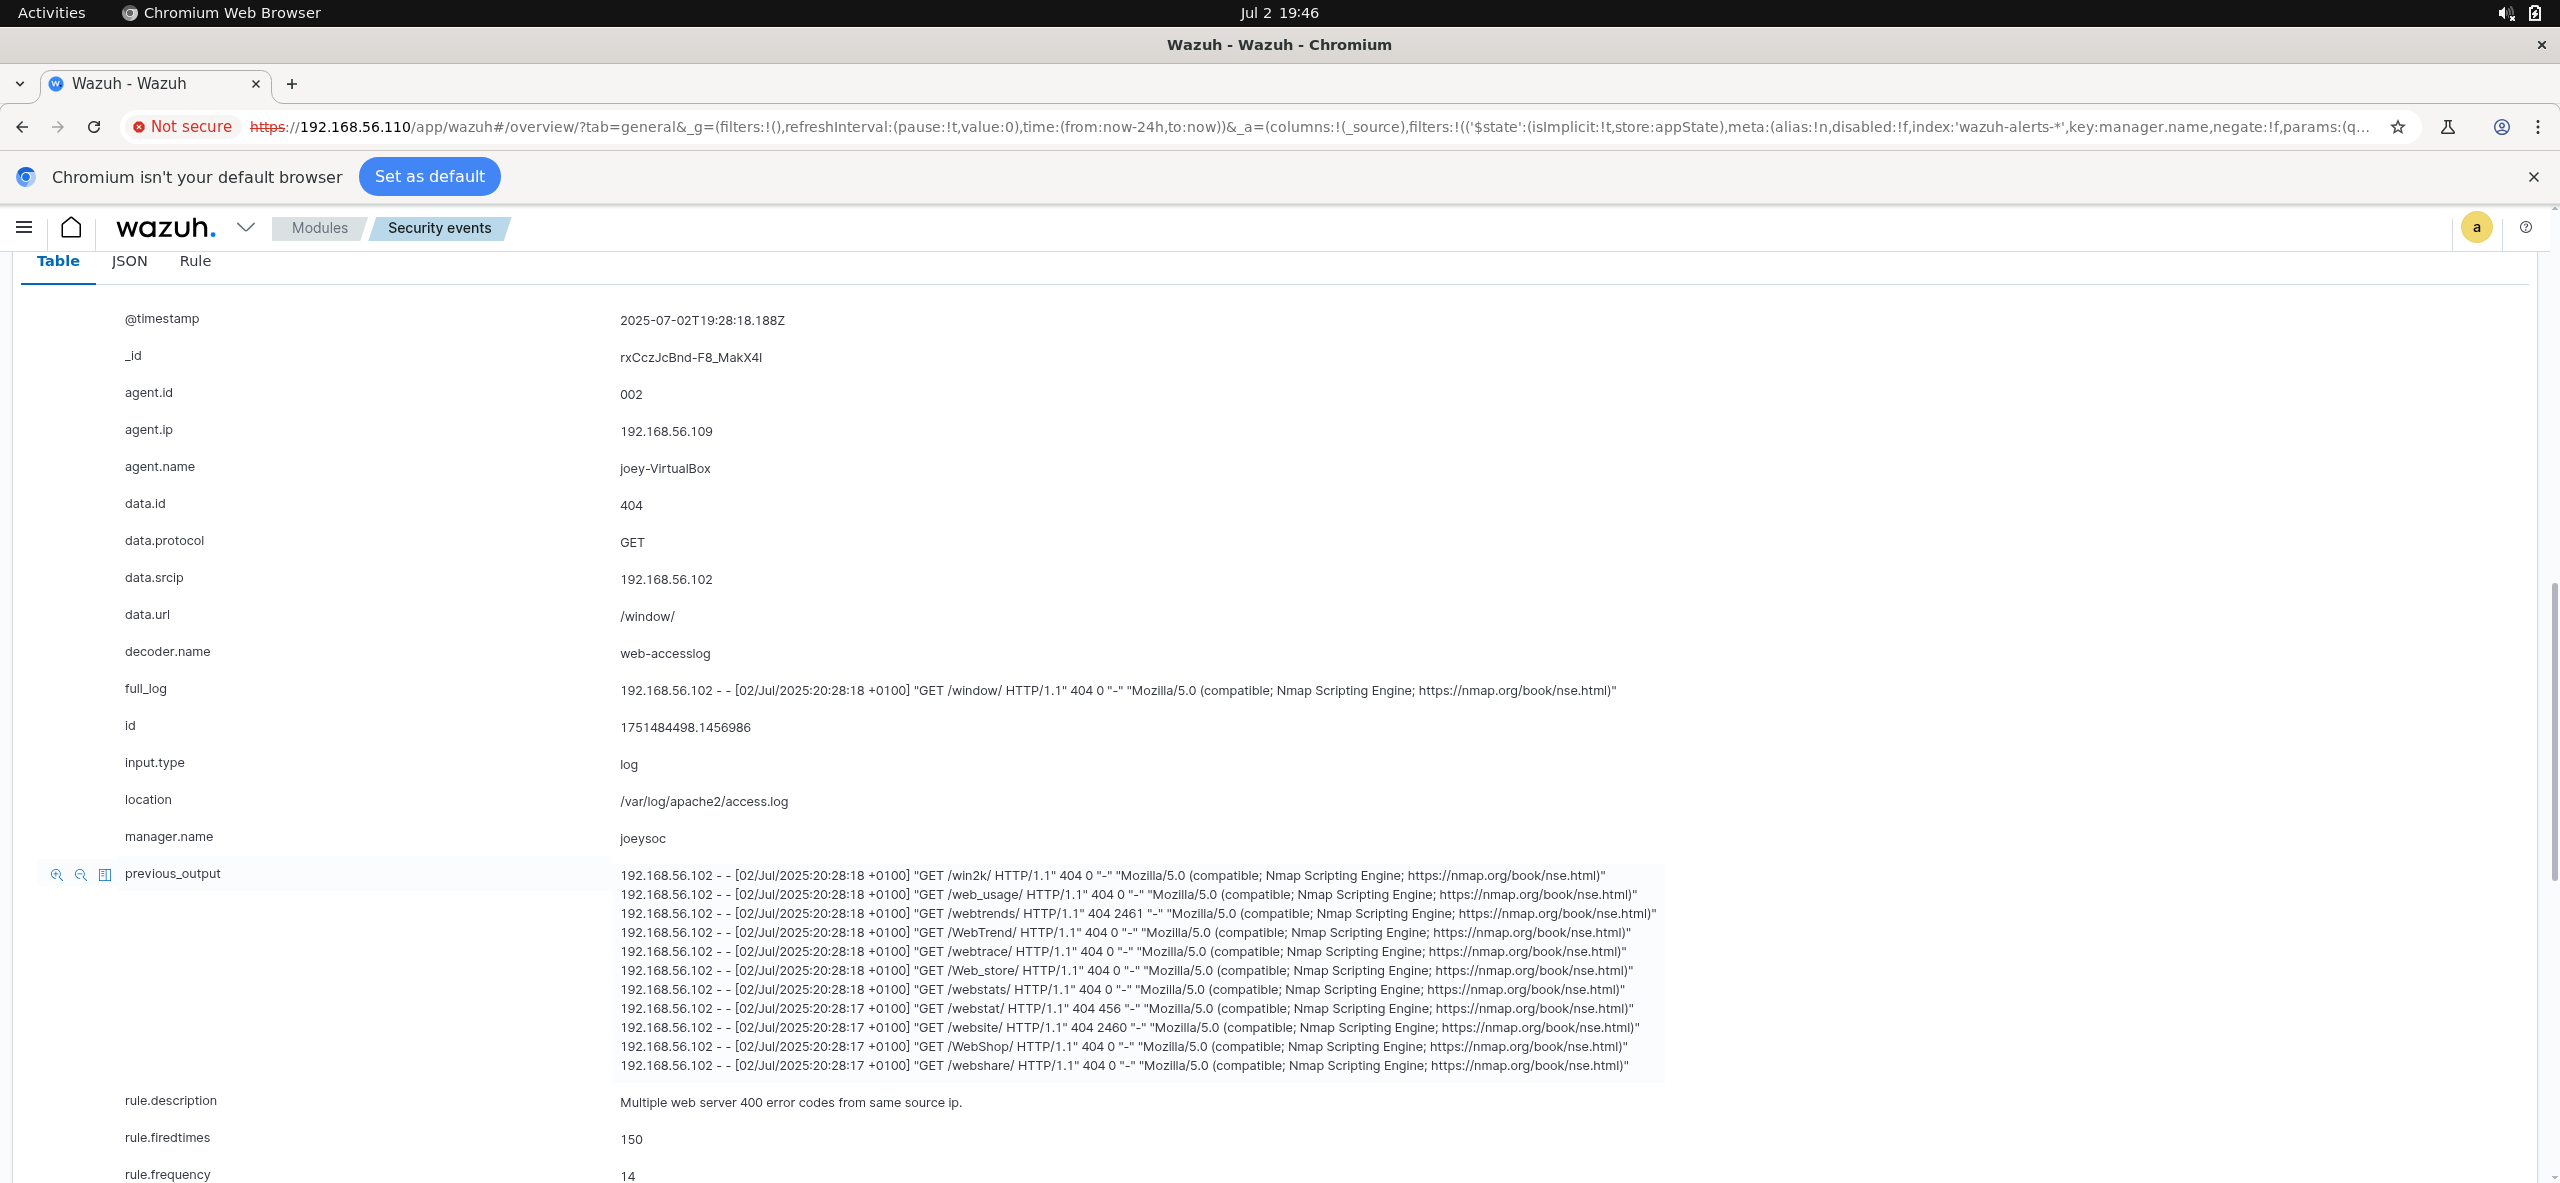 Activities Chromium Web Browser Jul 2 19:46
Wazuh - Wazuh - Chromium
Wazuh - Wazuh
Not secure https://192.168.56.110/app/wazuh#/overview/?tab=general&_g=(filters:!(),refreshInterval:(pause:!t,value:0),time:(from:now-24h,to:now))&_a=(columns:!(_source),filters:!(('$state':(isImplicit:!t,store:appState),meta:(alias:!n,disabled:!f,index:'wazuh-alerts-*',key:manager.name,negate:!f,params:(q...
Chromium isn't your default browser Set as default
wazuh. Modules Security events a
Table JSON Rule
@timestamp 2025-07-02T19:28:18.188Z
_id rxCczJcBnd-F8_MakX4l
agent.id 002
agent.ip 192.168.56.109
agent.name joey-VirtualBox
data.id 404
data.protocol GET
data.srcip 192.168.56.102
data.url /window/
decoder.name web-accesslog
full_log 192.168.56.102 - - [02/Jul/2025:20:28:18 +0100] "GET /window/ HTTP/1.1" 404 0 "-" "Mozilla/5.0 (compatible; Nmap Scripting Engine; https://nmap.org/book/nse.html)"
id 1751484498.1456986
input.type log
location /var/log/apache2/access.log
manager.name joeysoc
previous_output 192.168.56.102 - - [02/Jul/2025:20:28:18 +0100] "GET /win2k/ HTTP/1.1" 404 0 "-" "Mozilla/5.0 (compatible; Nmap Scripting Engine; https://nmap.org/book/nse.html)"
192.168.56.102 - - [02/Jul/2025:20:28:18 +0100] "GET /web_usage/ HTTP/1.1" 404 0 "-" "Mozilla/5.0 (compatible; Nmap Scripting Engine; https://nmap.org/book/nse.html)"
192.168.56.102 - - [02/Jul/2025:20:28:18 +0100] "GET /webtrends/ HTTP/1.1" 404 2461 "-" "Mozilla/5.0 (compatible; Nmap Scripting Engine; https://nmap.org/book/nse.html)"
192.168.56.102 - - [02/Jul/2025:20:28:18 +0100] "GET /WebTrend/ HTTP/1.1" 404 0 "-" "Mozilla/5.0 (compatible; Nmap Scripting Engine; https://nmap.org/book/nse.html)"
192.168.56.102 - - [02/Jul/2025:20:28:18 +0100] "GET /webtrace/ HTTP/1.1" 404 0 "-" "Mozilla/5.0 (compatible; Nmap Scripting Engine; https://nmap.org/book/nse.html)"
192.168.56.102 - - [02/Jul/2025:20:28:18 +0100] "GET /Web_store/ HTTP/1.1" 404 0 "-" "Mozilla/5.0 (compatible; Nmap Scripting Engine; https://nmap.org/book/nse.html)"
192.168.56.102 - - [02/Jul/2025:20:28:18 +0100] "GET /webstats/ HTTP/1.1" 404 0 "-" "Mozilla/5.0 (compatible; Nmap Scripting Engine; https://nmap.org/book/nse.html)"
192.168.56.102 - - [02/Jul/2025:20:28:17 +0100] "GET /webstat/ HTTP/1.1" 404 456 "-" "Mozilla/5.0 (compatible; Nmap Scripting Engine; https://nmap.org/book/nse.html)"
192.168.56.102 - - [02/Jul/2025:20:28:17 +0100] "GET /website/ HTTP/1.1" 404 2460 "-" "Mozilla/5.0 (compatible; Nmap Scripting Engine; https://nmap.org/book/nse.html)"
192.168.56.102 - - [02/Jul/2025:20:28:17 +0100] "GET /WebShop/ HTTP/1.1" 404 0 "-" "Mozilla/5.0 (compatible; Nmap Scripting Engine; https://nmap.org/book/nse.html)"
192.168.56.102 - - [02/Jul/2025:20:28:17 +0100] "GET /webshare/ HTTP/1.1" 404 0 "-" "Mozilla/5.0 (compatible; Nmap Scripting Engine; https://nmap.org/book/nse.html)"
rule.description Multiple web server 400 error codes from same source ip.
rule.firedtimes 150
rule.frequency 14